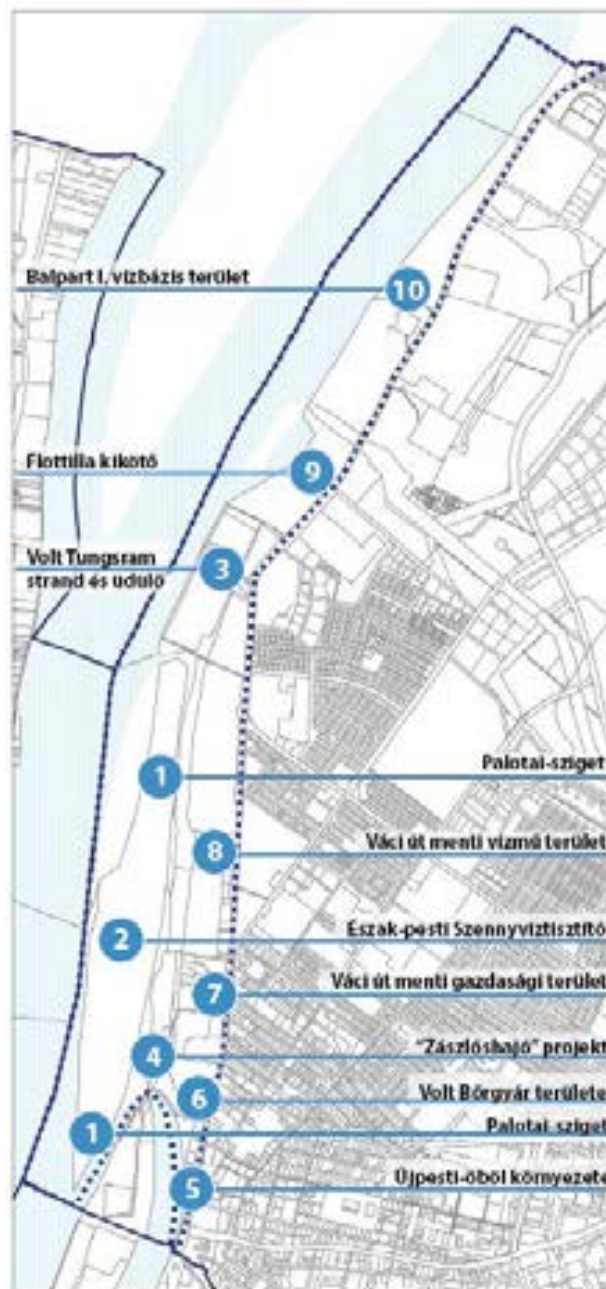 Balpart I. vízbázis terület
10
Flottilla kikötő
9
Volt Tungsram
strand és üdülő
3
1
Palotai-sziget
8
Váci út menti vízmű terület
2
Észak-pesti Szennyvíztisztító
7
Váci út menti gazdasági terület
4
"Zászlóshajó" projekt
6
Volt Bőrgyár területe
1
Palotai-sziget
5
Újpesti-öböl környezete